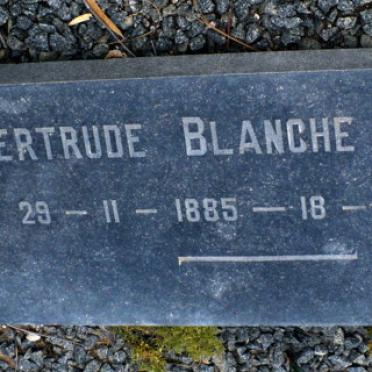 ERTRUDE BLANCHE
29 – 11 – 1885 – 18 –